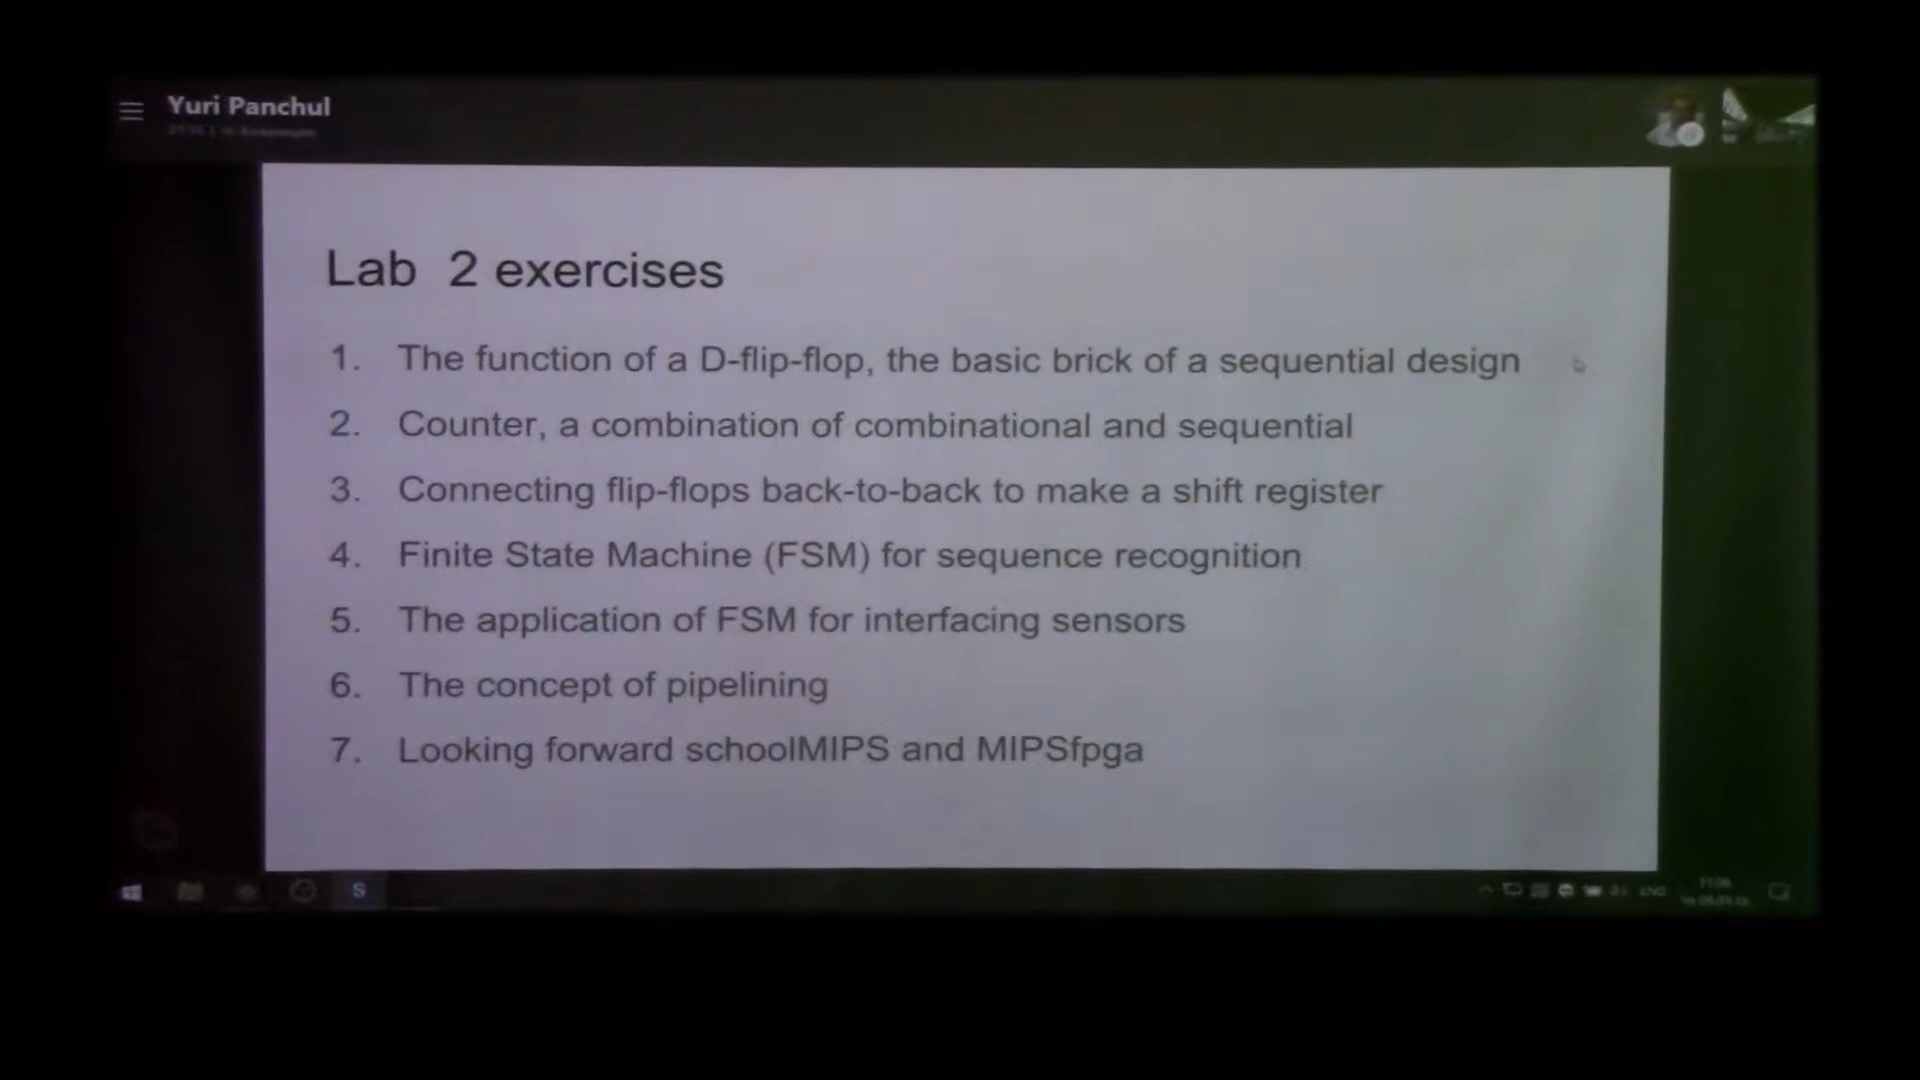 Yuri Panchul
Lab 2 exercises
1. The function of a D-flip-flop, the basic brick of a sequential design
2. Counter, a combination of combinational and sequential
3. Connecting flip-flops back-to-back to make a shift register
4. Finite State Machine (FSM) for sequence recognition
5. The application of FSM for interfacing sensors
6. The concept of pipelining
7. Looking forward schoolMIPS and MIPSfpga
S
ENG